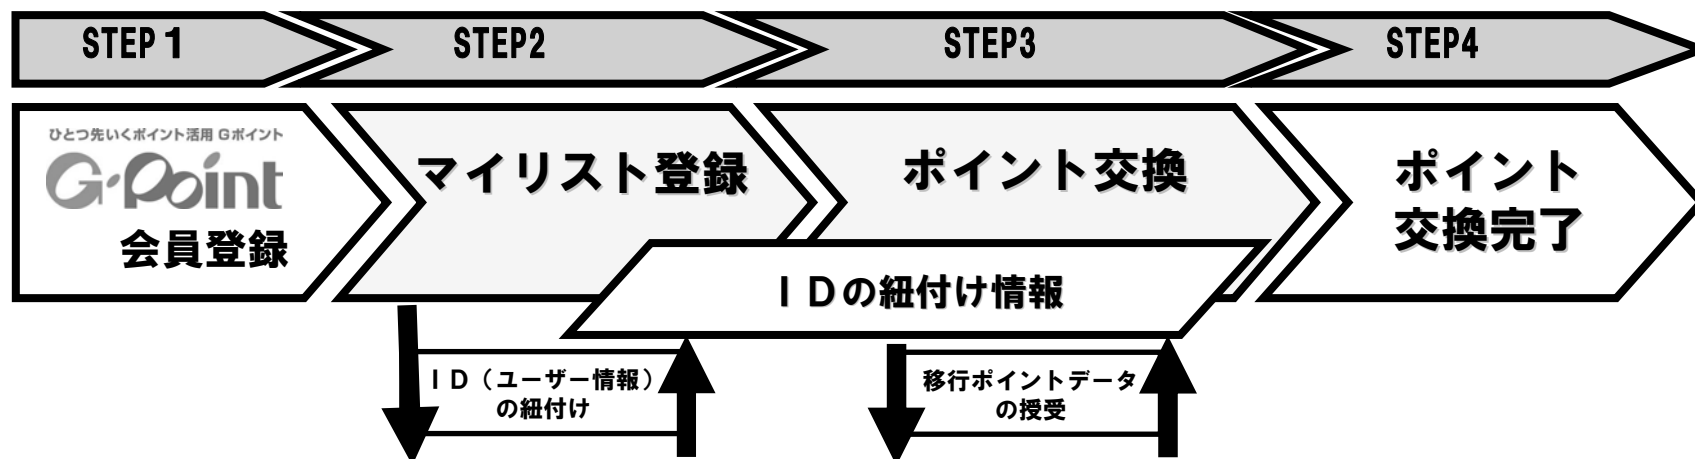 STEP 1
STEP2
STEP3
STEP4
ひとつ先いくポイント活用 Gポイント
G・Point
会員登録
マイリスト登録
ポイント交換
ポイント
交換完了
IDの紐付け情報
ID(ユーザー情報)
の紐付け
移行ポイントデータ
の授受